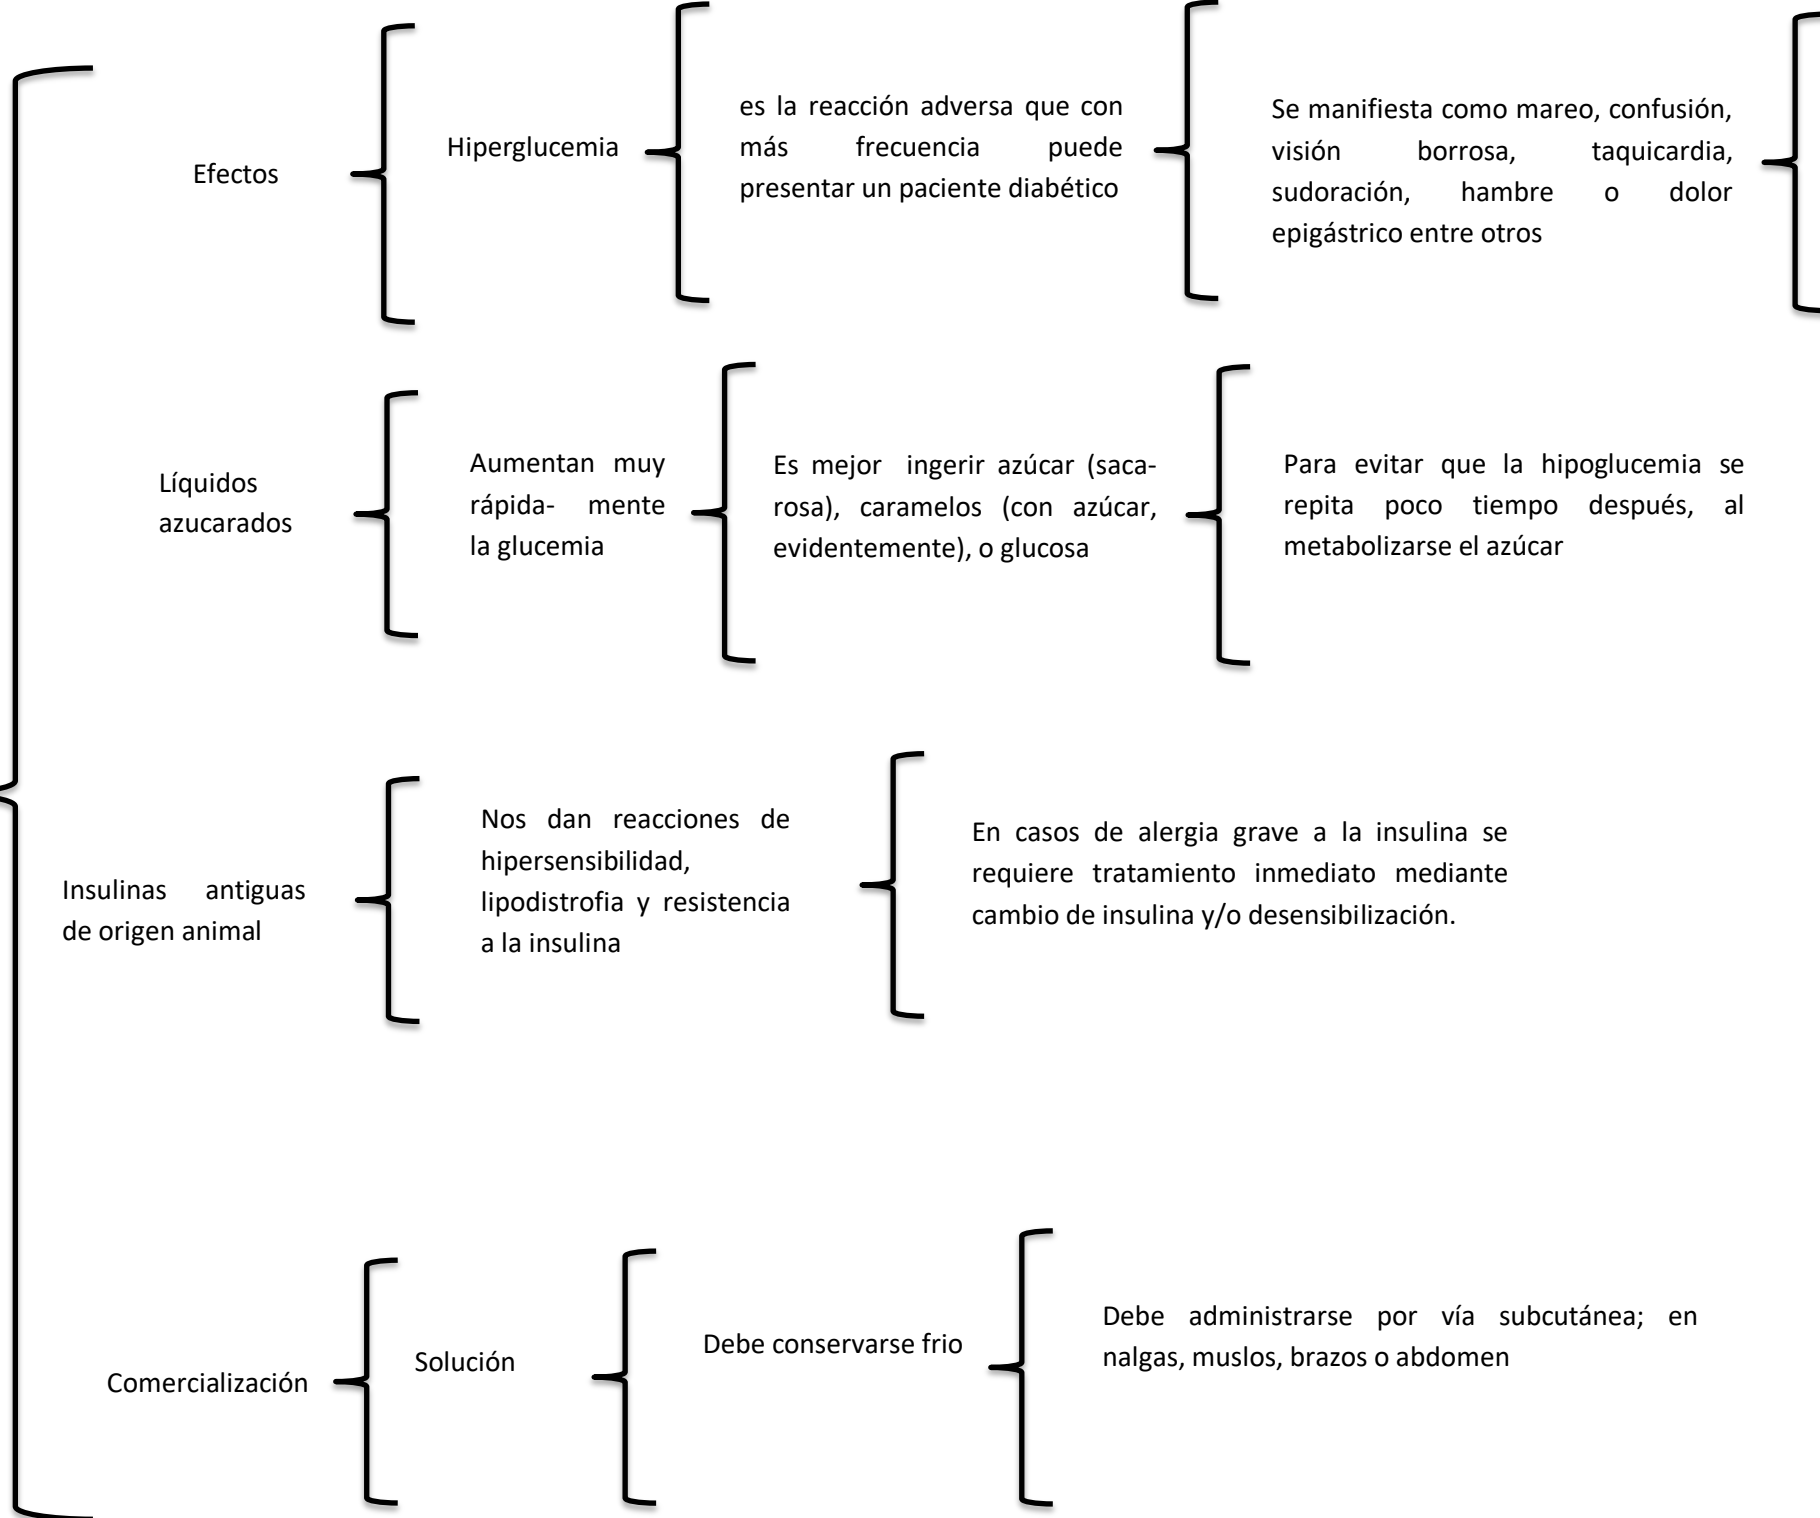 Efectos
Hiperglucemia
es la reacción adversa que con
más frecuencia puede
presentar un paciente diabético
Se manifiesta como mareo, confusión,
visión borrosa, taquicardia,
sudoración, hambre o dolor
epigástrico entre otros
Líquidos
azucarados
Aumentan muy
rápida- mente
la glucemia
Es mejor ingerir azúcar (saca-
rosa), caramelos (con azúcar,
evidentemente), o glucosa
Para evitar que la hipoglucemia se
repita poco tiempo después, al
metabolizarse el azúcar
Insulinas antiguas
de origen animal
Nos dan reacciones de
hipersensibilidad,
lipodistrofia y resistencia
a la insulina
En casos de alergia grave a la insulina se
requiere tratamiento inmediato mediante
cambio de insulina y/o desensibilización.
Comercialización
Solución
Debe conservarse frio
Debe administrarse por vía subcutánea; en
nalgas, muslos, brazos o abdomen